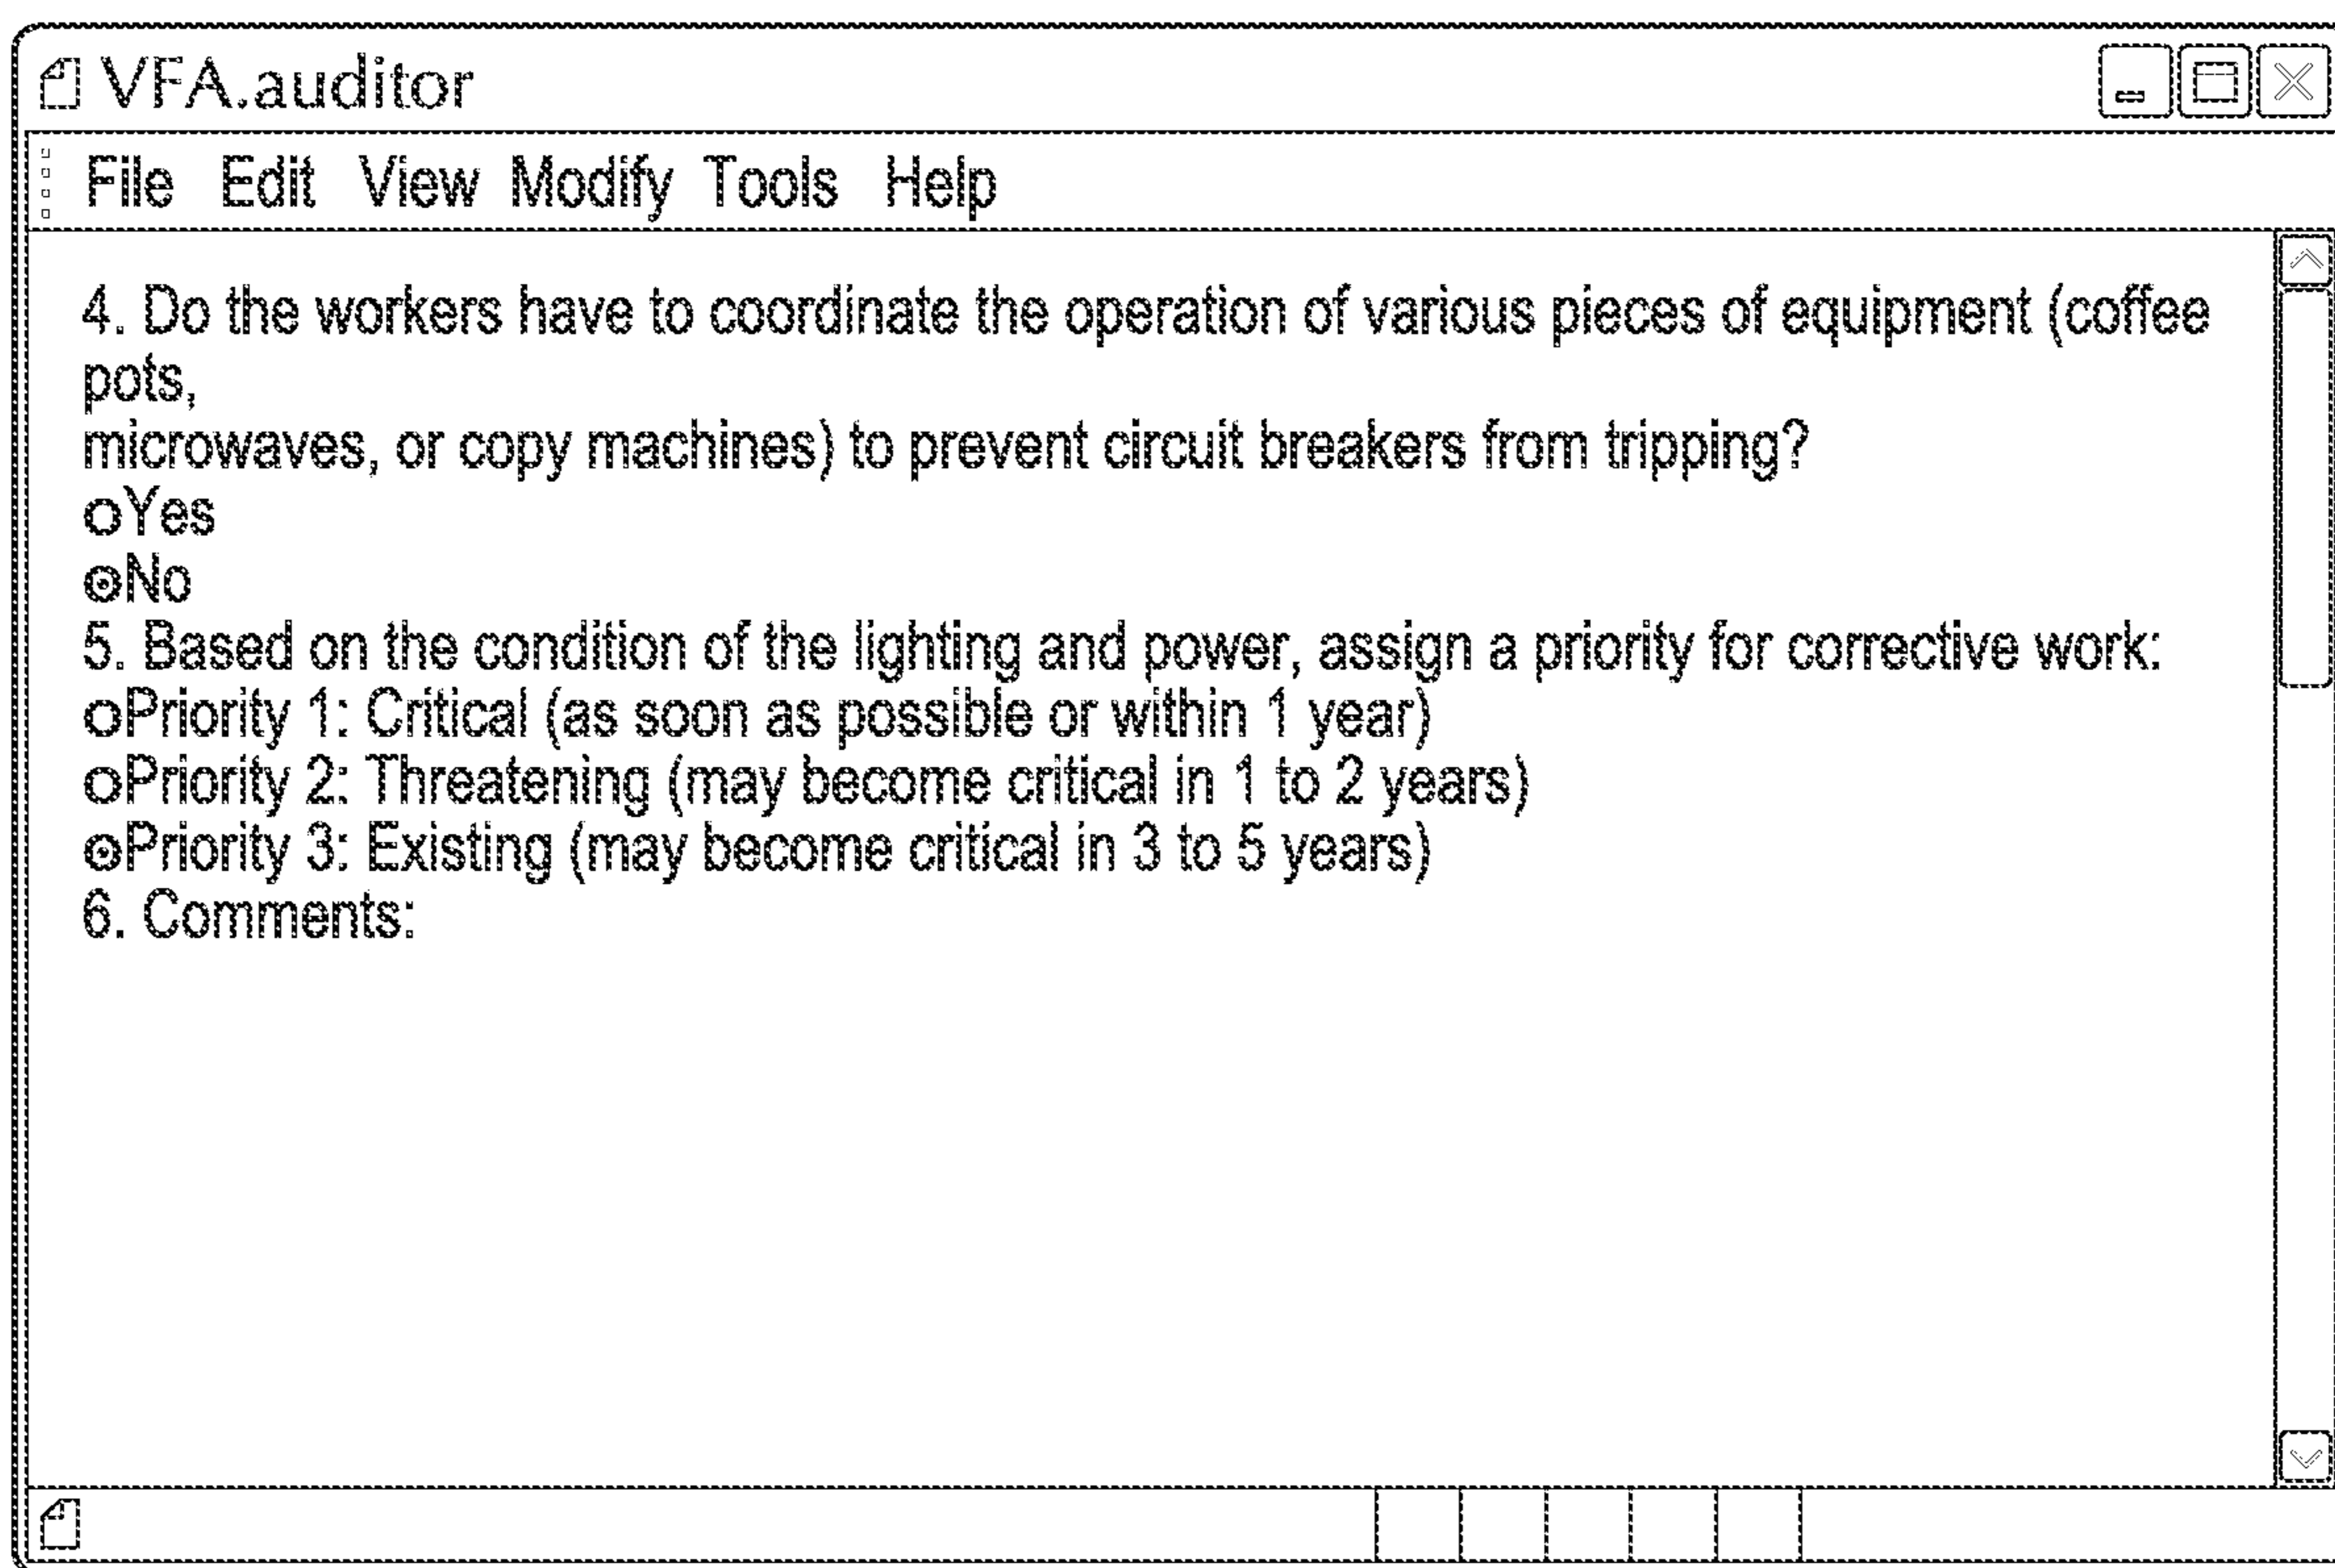 VFA.auditor
File Edit View Modify Tools Help
4. Do the workers have to coordinate the operation of various pieces of equipment (coffee
pots,
microwaves, or copy machines) to prevent circuit breakers from tripping?
Yes
No
5. Based on the condition of the lighting and power, assign a priority for corrective work:
Priority 1: Critical (as soon as possible or within 1 year)
Priority 2: Threatening (may become critical in 1 to 2 years)
Priority 3: Existing (may become critical in 3 to 5 years)
6. Comments: